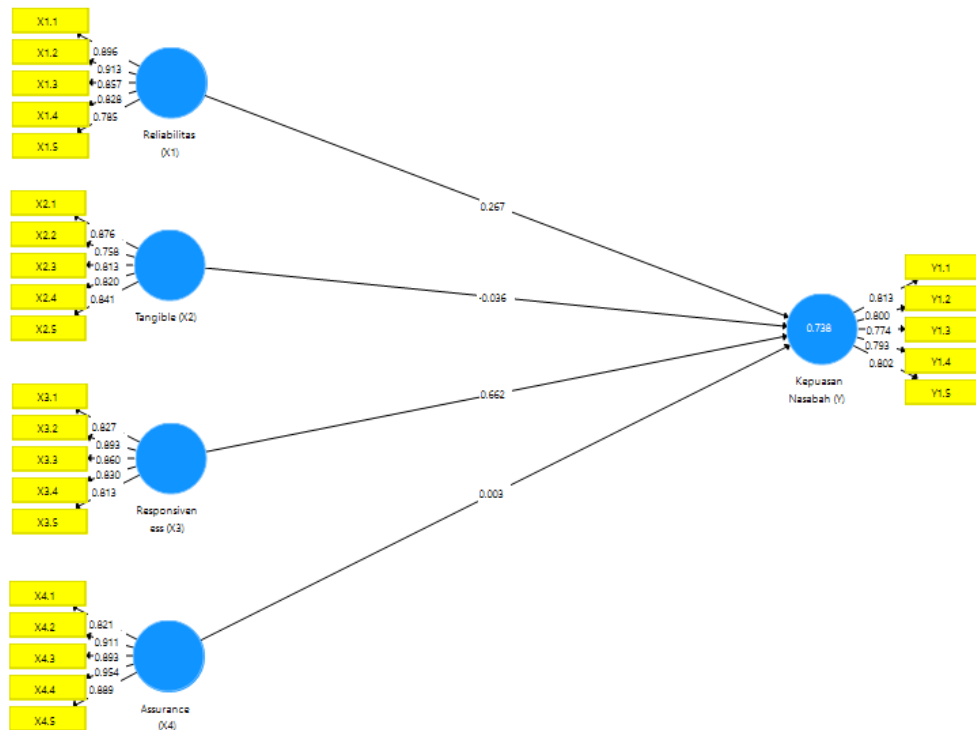 X1.1
X1.2
X1.3
X1.4
X1.5
0.896
0.913
0.857
0.828
0.785
Reliabilitas
(X1)
0.267
X2.1
X2.2
X2.3
X2.4
X2.5
0.876
0.758
0.813
0.820
0.841
Tangible (X2)
-0.036
X3.1
X3.2
X3.3
X3.4
X3.5
0.827
0.893
0.860
0.830
0.813
Responsiven
ess (X3)
0.662
X4.1
X4.2
X4.3
X4.4
X4.5
0.821
0.911
0.893
0.954
0.889
Assurance
(X4)
0.003
0.738
Kepuasan
Nasabah (Y)
0.813
0.800
0.774
0.793
0.802
Y1.1
Y1.2
Y1.3
Y1.4
Y1.5